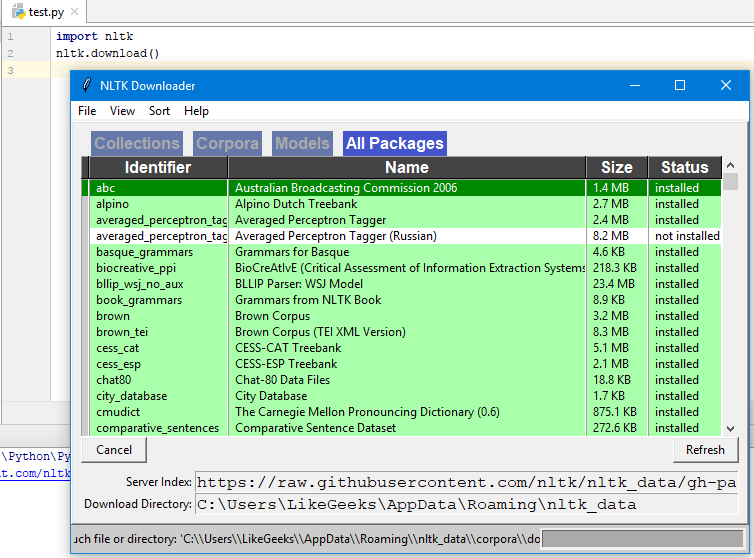 test.py
1 import nltk
2 nltk.download()
3
NLTK Downloader
File View Sort Help
Collections Corpora Models All Packages
Identifier Name Size Status
abc Australian Broadcasting Commission 2006 1.4 MB installed
alpino Alpino Dutch Treebank 2.7 MB installed
averaged_perceptron_tag Averaged Perceptron Tagger 2.4 MB installed
averaged_perceptron_tag Averaged Perceptron Tagger (Russian) 8.2 MB not installed
basque_grammars Grammars for Basque 4.6 KB installed
biocreative_ppi BioCreAtIvE (Critical Assessment of Information Extraction Systems 218.3 KB installed
bllip_wsj_no_aux BLLIP Parser: WSJ Model 23.4 MB installed
book_grammars Grammars from NLTK Book 8.9 KB installed
brown Brown Corpus 3.2 MB installed
brown_tei Brown Corpus (TEI XML Version) 8.3 MB installed
cess_cat CESS-CAT Treebank 5.1 MB installed
cess_esp CESS-ESP Treebank 2.1 MB installed
chat80 Chat-80 Data Files 18.8 KB installed
city_database City Database 1.7 KB installed
cmudict The Carnegie Mellon Pronouncing Dictionary (0.6) 875.1 KB installed
comparative_sentences Comparative Sentence Dataset 272.6 KB installed
Cancel Refresh
\Python\Py
nt.com/nltk
Server Index: https://raw.githubusercontent.com/nltk/nltk_data/gh-pa
Download Directory: C:\Users\LikeGeeks\AppData\Roaming\nltk_data
uch file or directory: 'C:\\Users\\LikeGeeks\\AppData\\Roaming\\nltk_data\\corpora\\do